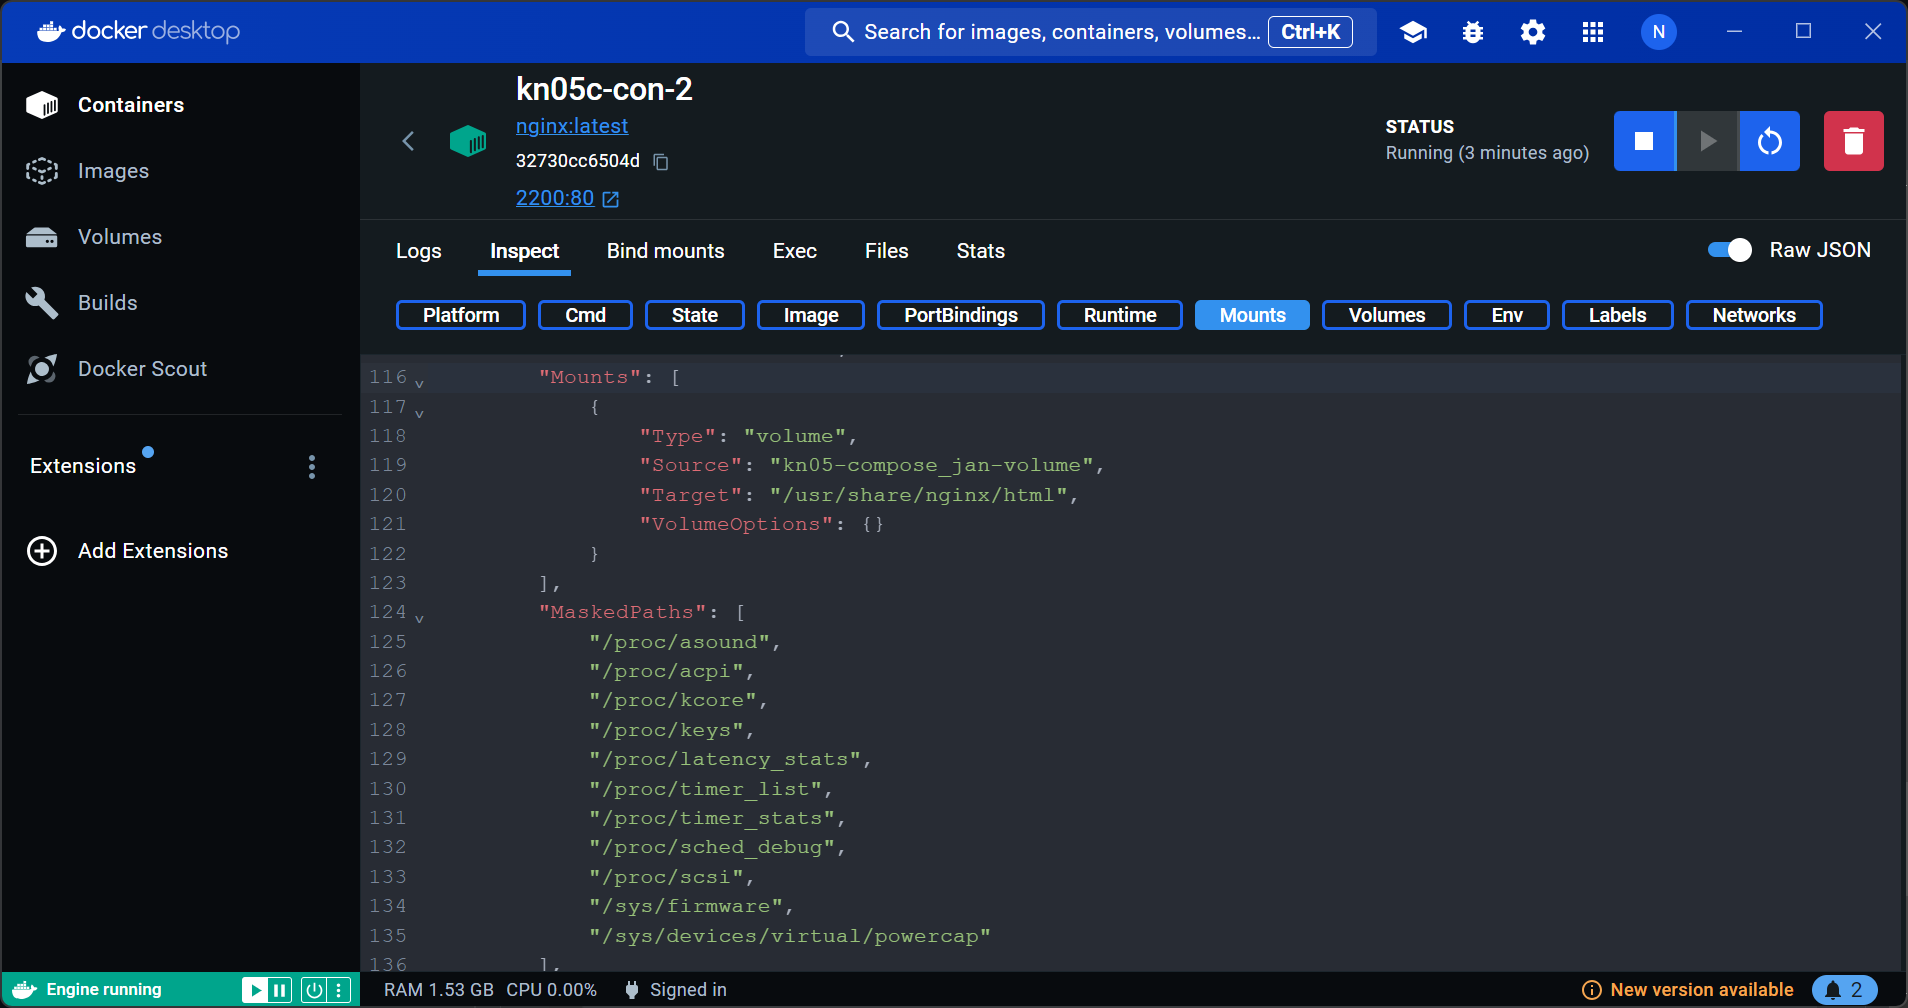 docker desktop
Search for images, containers, volumes... Ctrl+K
N
Containers
Images
Volumes
Builds
Docker Scout
Extensions
Add Extensions
kn05c-con-2
nginx:latest
32730cc6504d
2200:80
STATUS
Running (3 minutes ago)
Logs Inspect Bind mounts Exec Files Stats Raw JSON
Platform Cmd State Image PortBindings Runtime Mounts Volumes Env Labels Networks
116 "Mounts": [
117 {
118 "Type": "volume",
119 "Source": "kn05-compose_jan-volume",
120 "Target": "/usr/share/nginx/html",
121 "VolumeOptions": {}
122 }
123 ],
124 "MaskedPaths": [
125 "/proc/asound",
126 "/proc/acpi",
127 "/proc/kcore",
128 "/proc/keys",
129 "/proc/latency_stats",
130 "/proc/timer_list",
131 "/proc/timer_stats",
132 "/proc/sched_debug",
133 "/proc/scsi",
134 "/sys/firmware",
135 "/sys/devices/virtual/powercap"
136 ],
Engine running
RAM 1.53 GB CPU 0.00% Signed in
New version available
2